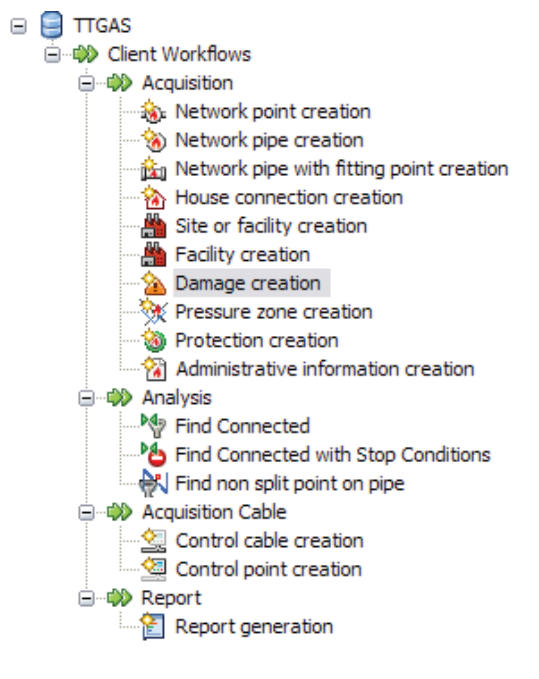 TTGAS
Client Workflows
Acquisition
Network point creation
Network pipe creation
Network pipe with fitting point creation
House connection creation
Site or facility creation
Facility creation
Damage creation
Pressure zone creation
Protection creation
Administrative information creation
Analysis
Find Connected
Find Connected with Stop Conditions
Find non split point on pipe
Acquisition Cable
Control cable creation
Control point creation
Report
Report generation